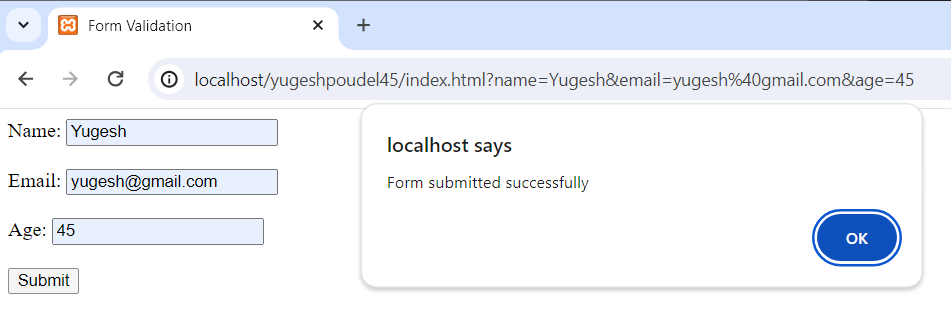 Form Validation
localhost/yugeshpoudel45/index.html?name=Yugesh&email=yugesh%40gmail.com&age=45
Name: Yugesh
Email: yugesh@gmail.com
Age: 45
Submit
localhost says
Form submitted successfully
OK